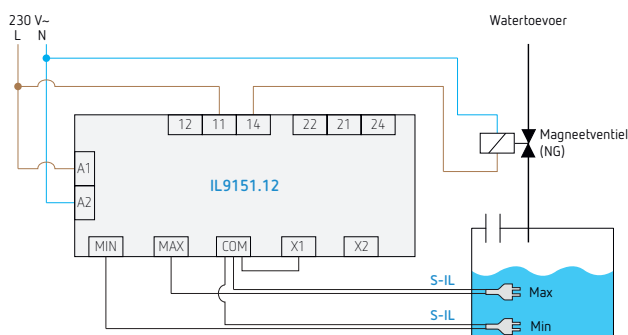 230 V~
L N
Watertoevoer
12 11 14 22 21 24
Magneetventiel
(NG)
A1
A2
IL9151.12
MIN MAX COM X1 X2
S-IL
Max
S-IL
Min